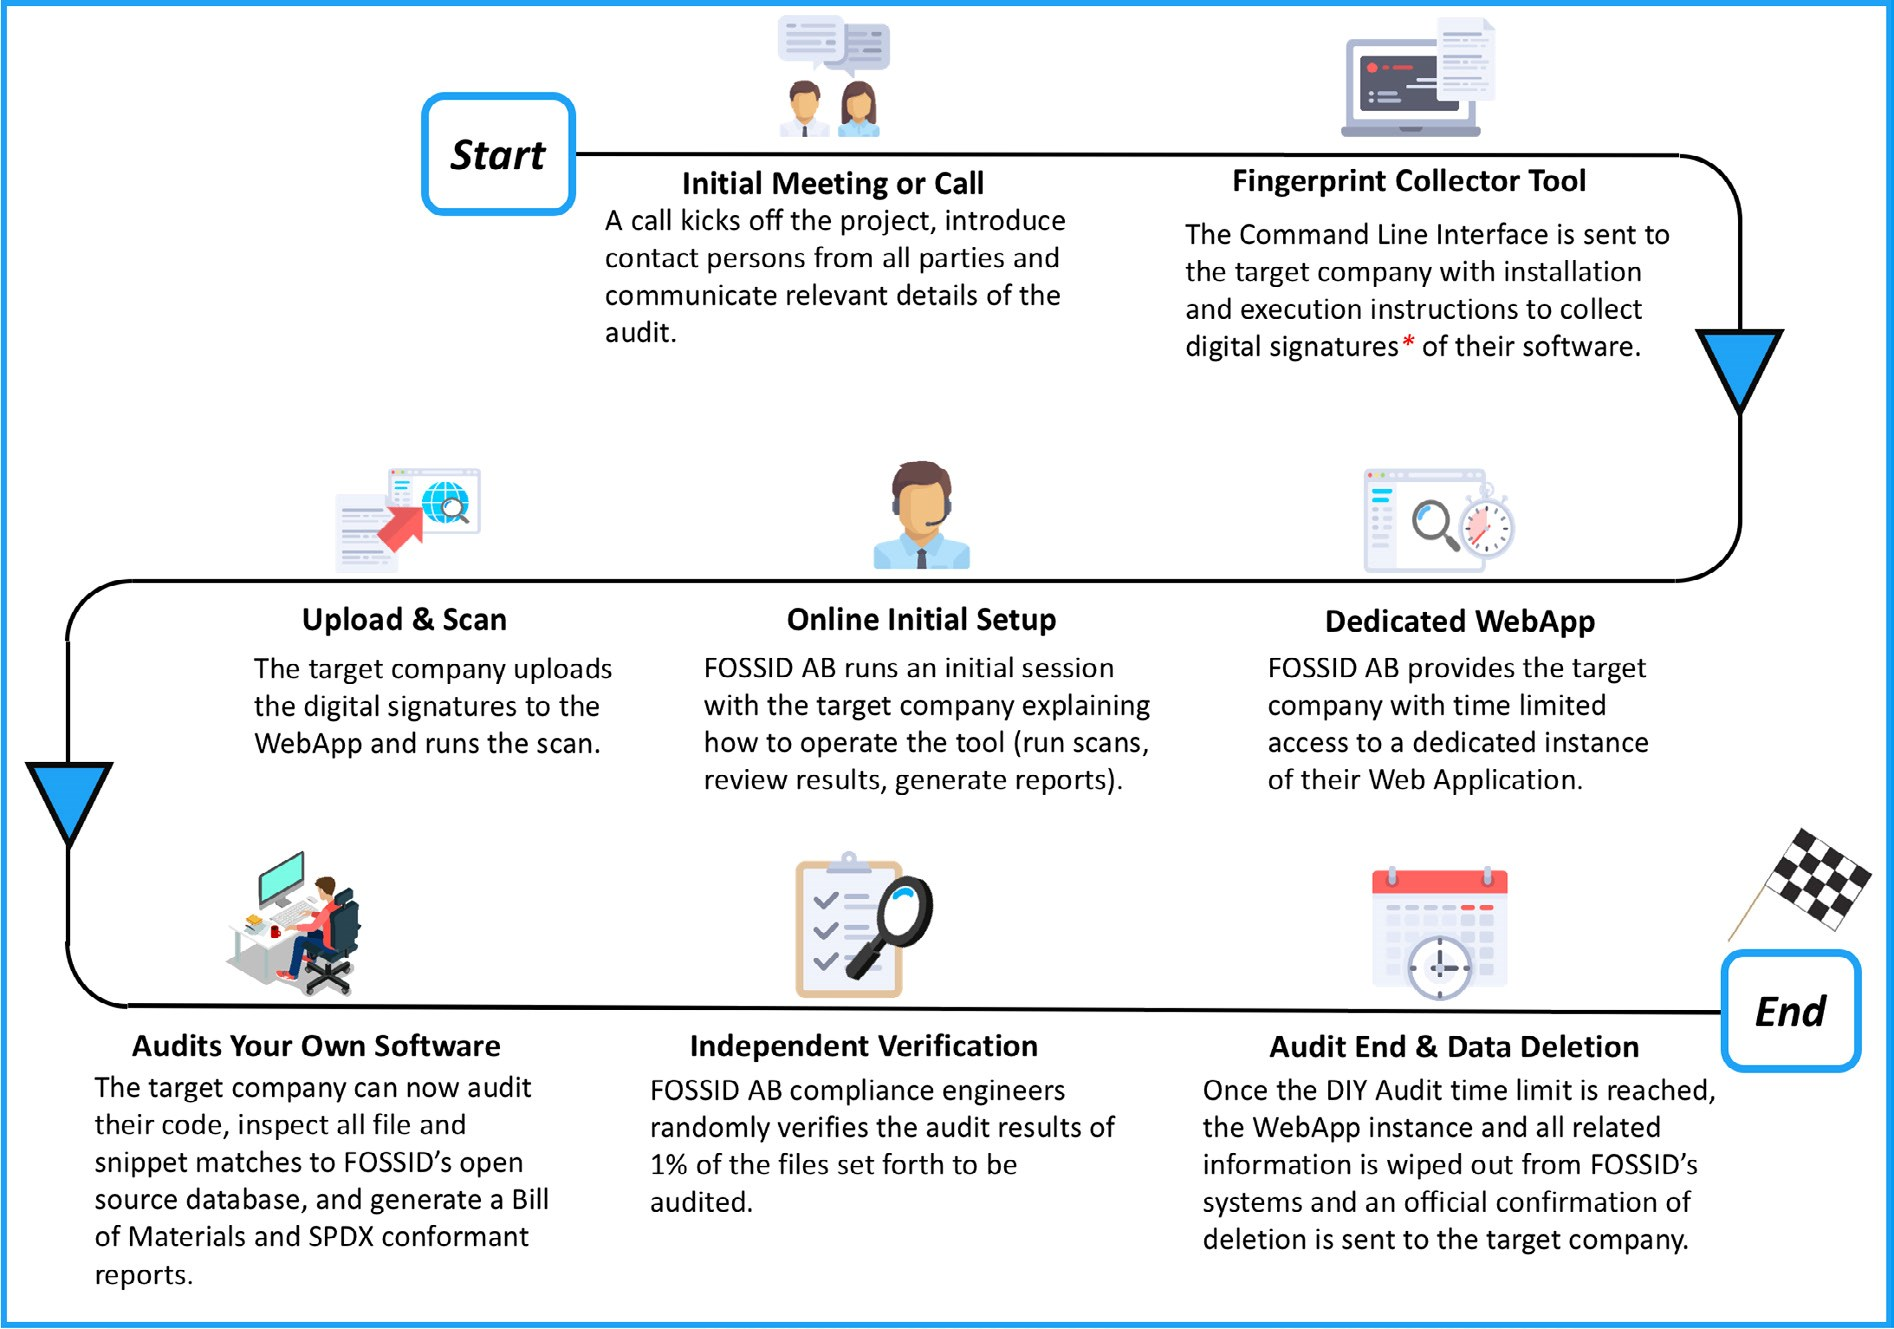 Start
Initial Meeting or Call
A call kicks off the project, introduce
contact persons from all parties and
communicate relevant details of the
audit.
Fingerprint Collector Tool
The Command Line Interface is sent to
the target company with installation
and execution instructions to collect
digital signatures* of their software.
Dedicated WebApp
FOSSID AB provides the target
company with time limited
access to a dedicated instance
of their Web Application.
Online Initial Setup
FOSSID AB runs an initial session
with the target company explaining
how to operate the tool (run scans,
review results, generate reports).
Upload & Scan
The target company uploads
the digital signatures to the
WebApp and runs the scan.
Audits Your Own Software
The target company can now audit
their code, inspect all file and
snippet matches to FOSSID’s open
source database, and generate a Bill
of Materials and SPDX conformant
reports.
Independent Verification
FOSSID AB compliance engineers
randomly verifies the audit results of
1% of the files set forth to be
audited.
Audit End & Data Deletion
Once the DIY Audit time limit is reached,
the WebApp instance and all related
information is wiped out from FOSSID’s
systems and an official confirmation of
deletion is sent to the target company.
End